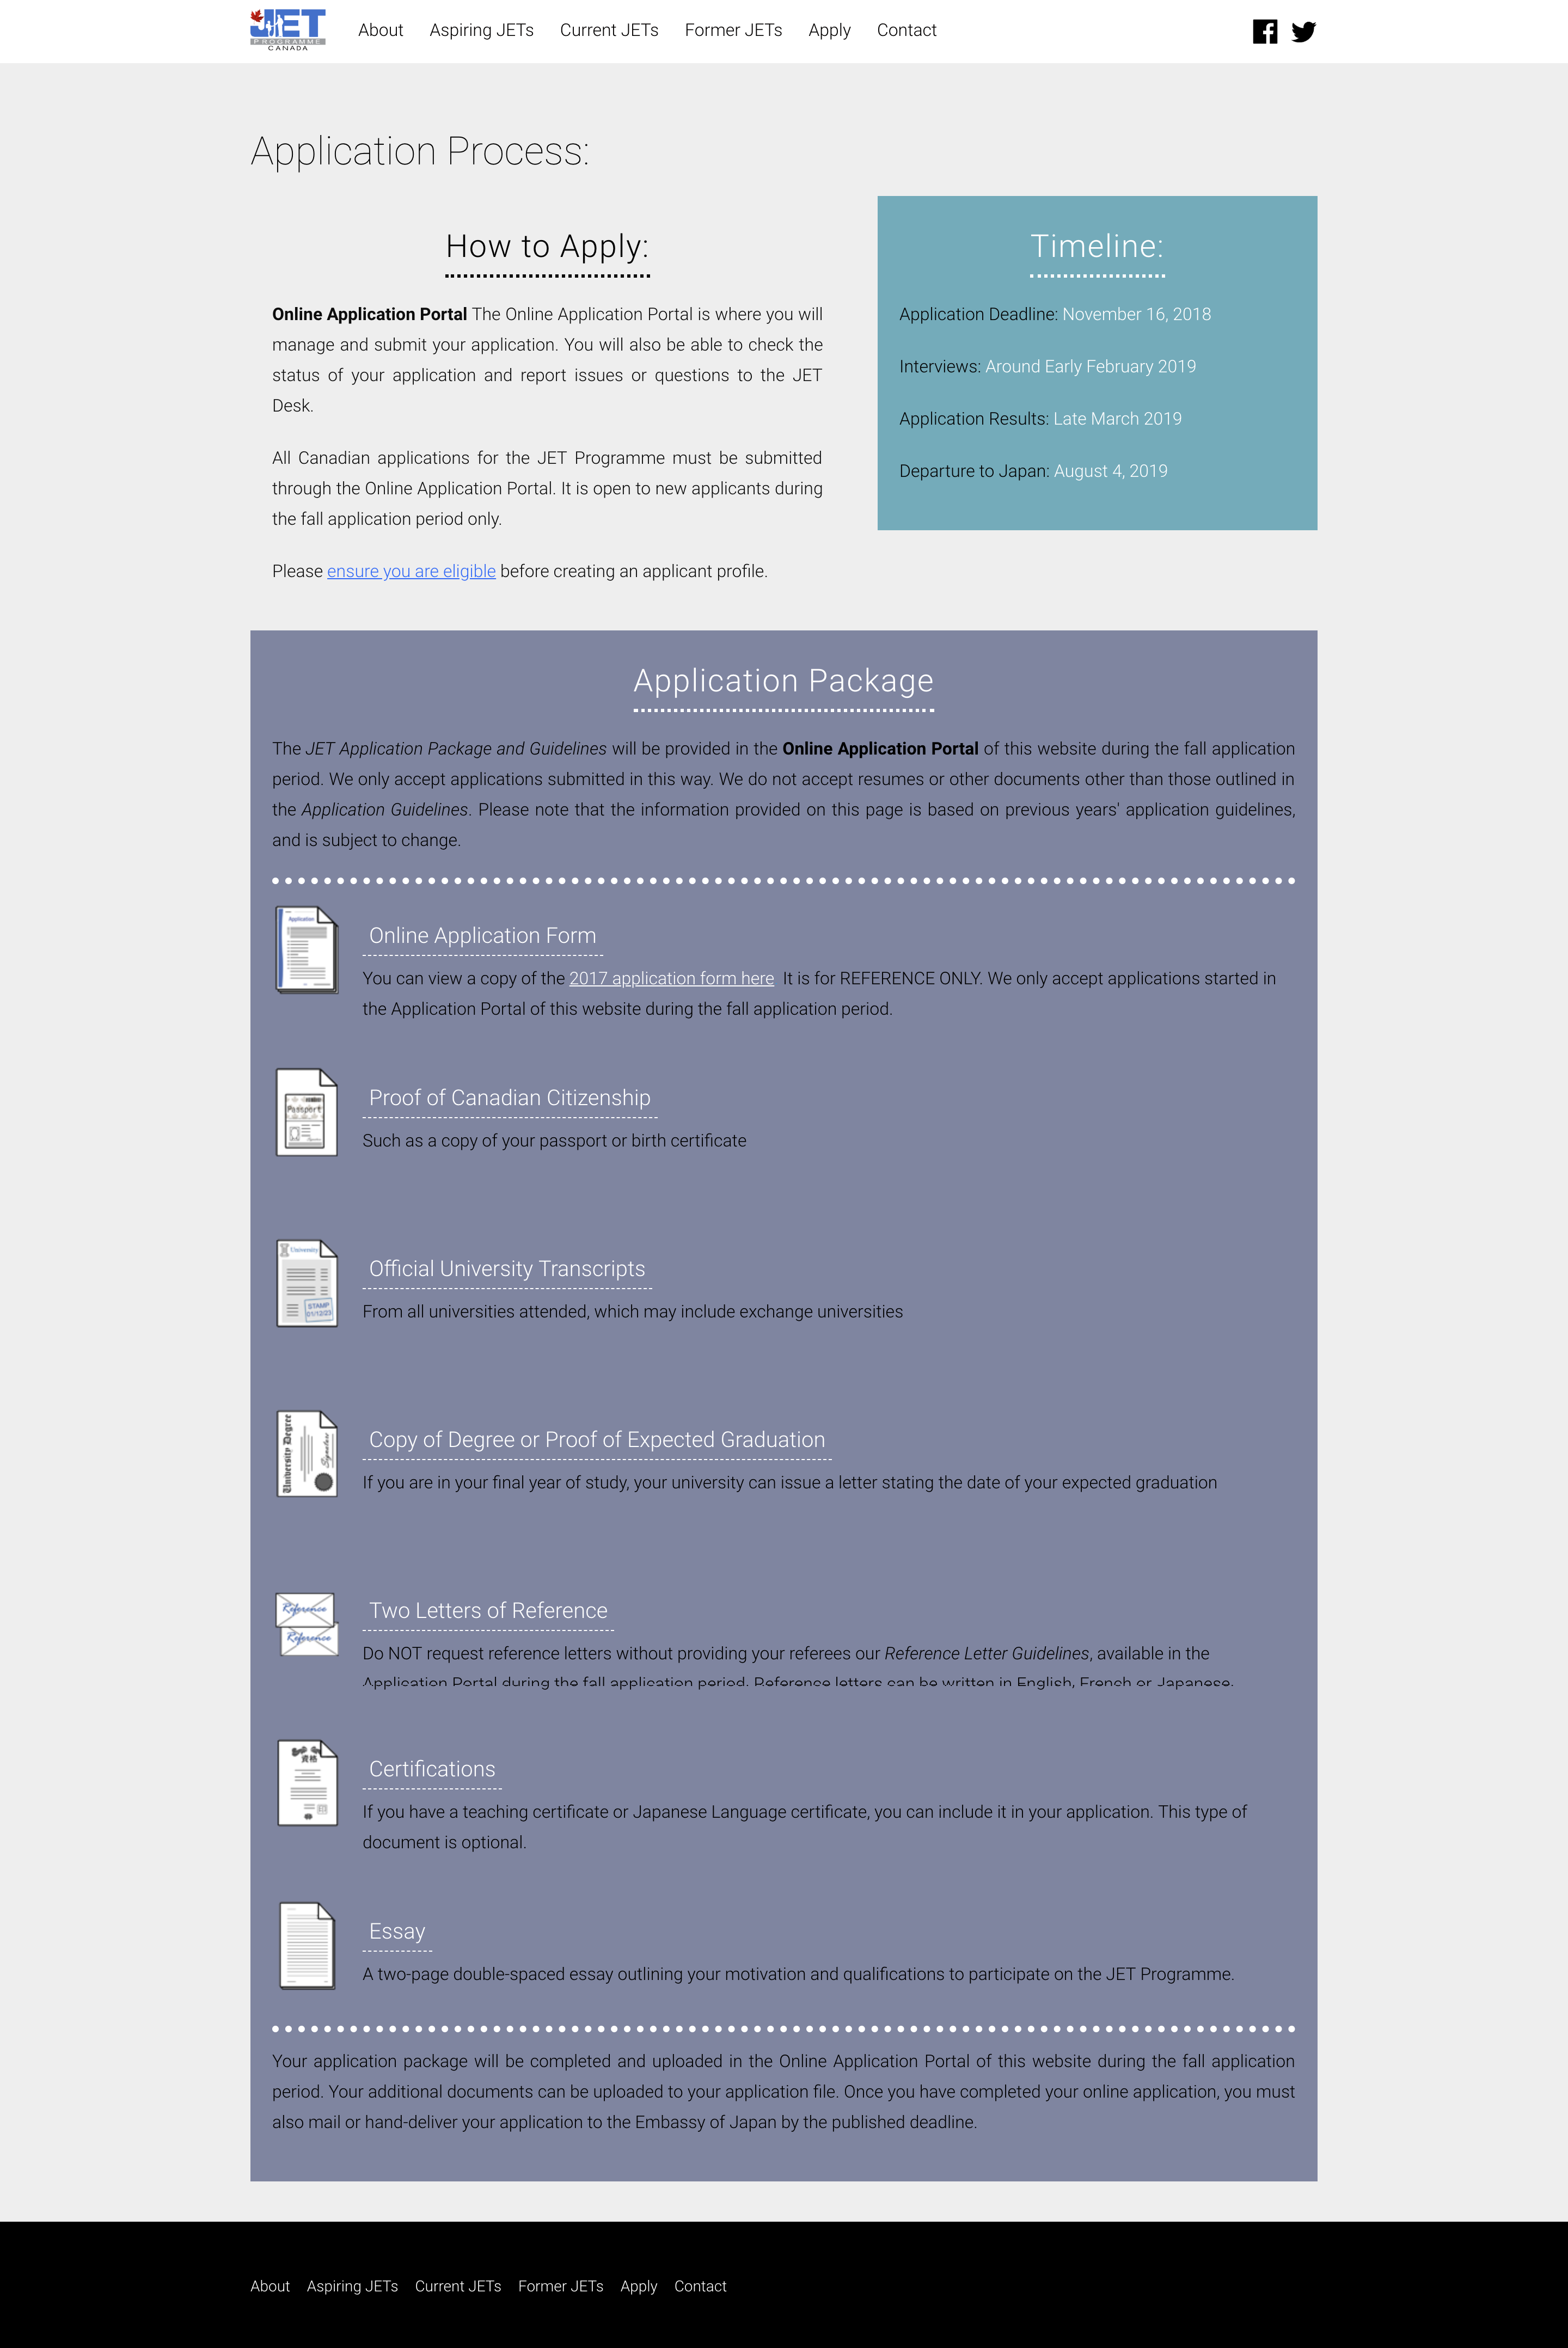 JET
PROGRAMME
CANADA
About Aspiring JETs Current JETs Former JETs Apply Contact
Application Process:
How to Apply:
Online Application Portal The Online Application Portal is where you will
manage and submit your application. You will also be able to check the
status of your application and report issues or questions to the JET
Desk.
All Canadian applications for the JET Programme must be submitted
through the Online Application Portal. It is open to new applicants during
the fall application period only.
Please ensure you are eligible before creating an applicant profile.
Timeline:
Application Deadline: November 16, 2018
Interviews: Around Early February 2019
Application Results: Late March 2019
Departure to Japan: August 4, 2019
Application Package
The JET Application Package and Guidelines will be provided in the Online Application Portal of this website during the fall application
period. We only accept applications submitted in this way. We do not accept resumes or other documents other than those outlined in
the Application Guidelines. Please note that the information provided on this page is based on previous years' application guidelines,
and is subject to change.
Application
Online Application Form
You can view a copy of the 2017 application form here It is for REFERENCE ONLY. We only accept applications started in
the Application Portal of this website during the fall application period.
Passport
Proof of Canadian Citizenship
Such as a copy of your passport or birth certificate
University
STAMP
01/12/23
Official University Transcripts
From all universities attended, which may include exchange universities
University Degree
Signature
Copy of Degree or Proof of Expected Graduation
If you are in your final year of study, your university can issue a letter stating the date of your expected graduation
Reference
Reference
Two Letters of Reference
Do NOT request reference letters without providing your referees our Reference Letter Guidelines, available in the
Application Portal during the fall application period. Reference letters can be written in English, French or Japanese.
資格
Certifications
If you have a teaching certificate or Japanese Language certificate, you can include it in your application. This type of
document is optional.
Essay
A two-page double-spaced essay outlining your motivation and qualifications to participate on the JET Programme.
Your application package will be completed and uploaded in the Online Application Portal of this website during the fall application
period. Your additional documents can be uploaded to your application file. Once you have completed your online application, you must
also mail or hand-deliver your application to the Embassy of Japan by the published deadline.
About Aspiring JETs Current JETs Former JETs Apply Contact